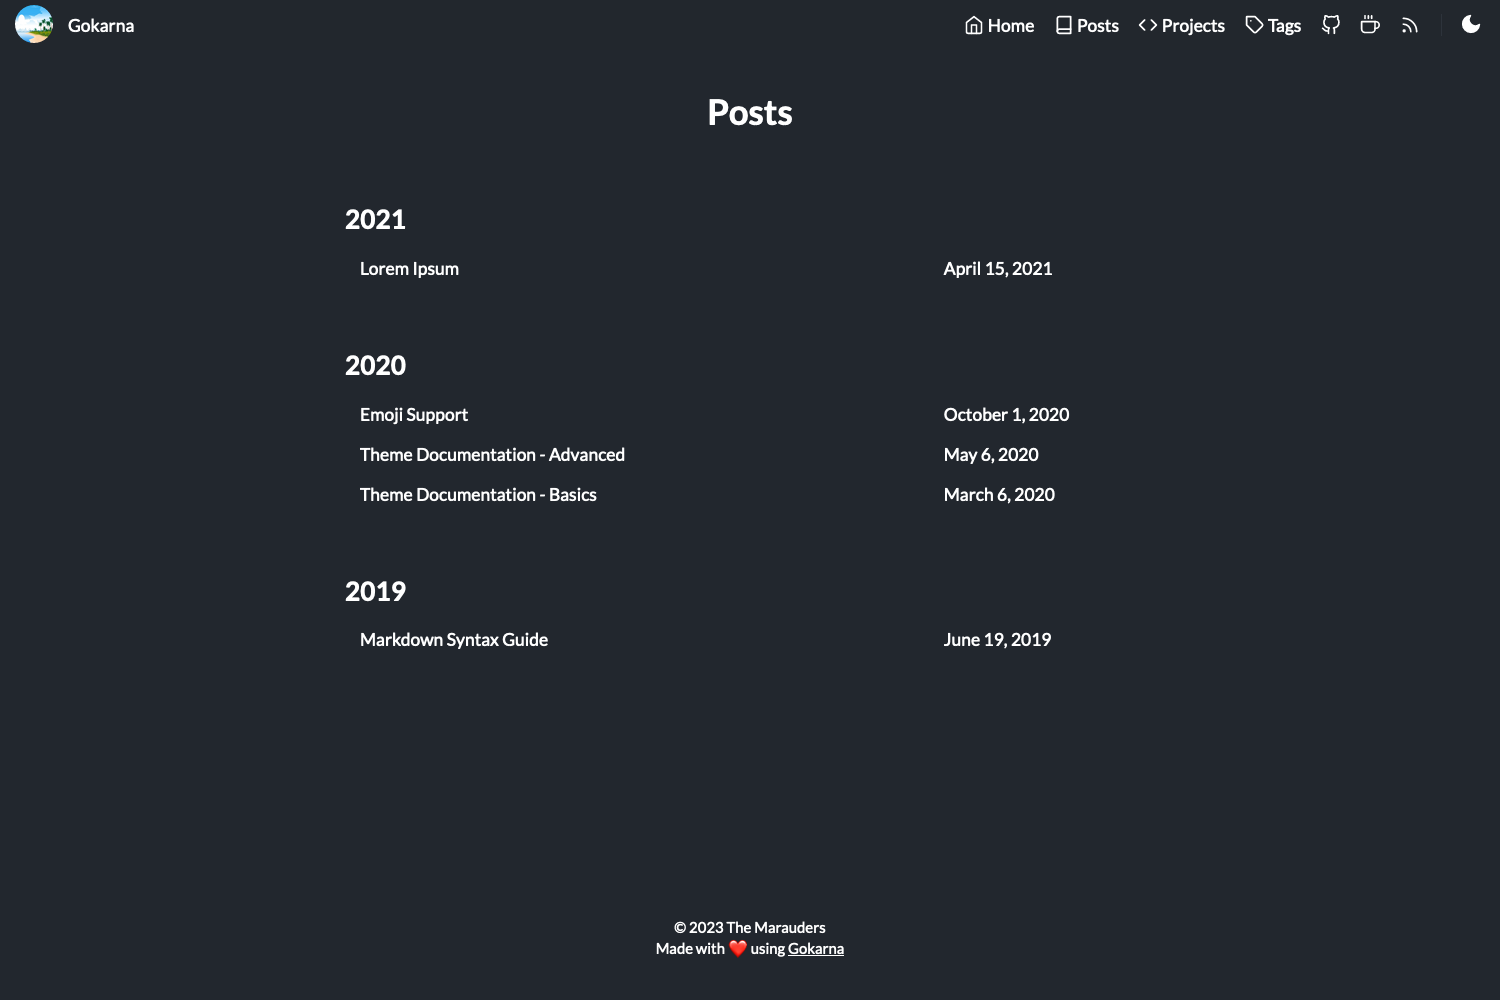 Gokarna Home Posts Projects Tags
Posts
2021
Lorem Ipsum April 15, 2021
2020
Emoji Support October 1, 2020
Theme Documentation - Advanced May 6, 2020
Theme Documentation - Basics March 6, 2020
2019
Markdown Syntax Guide June 19, 2019
© 2023 The Marauders
Made with ❤️ using Gokarna